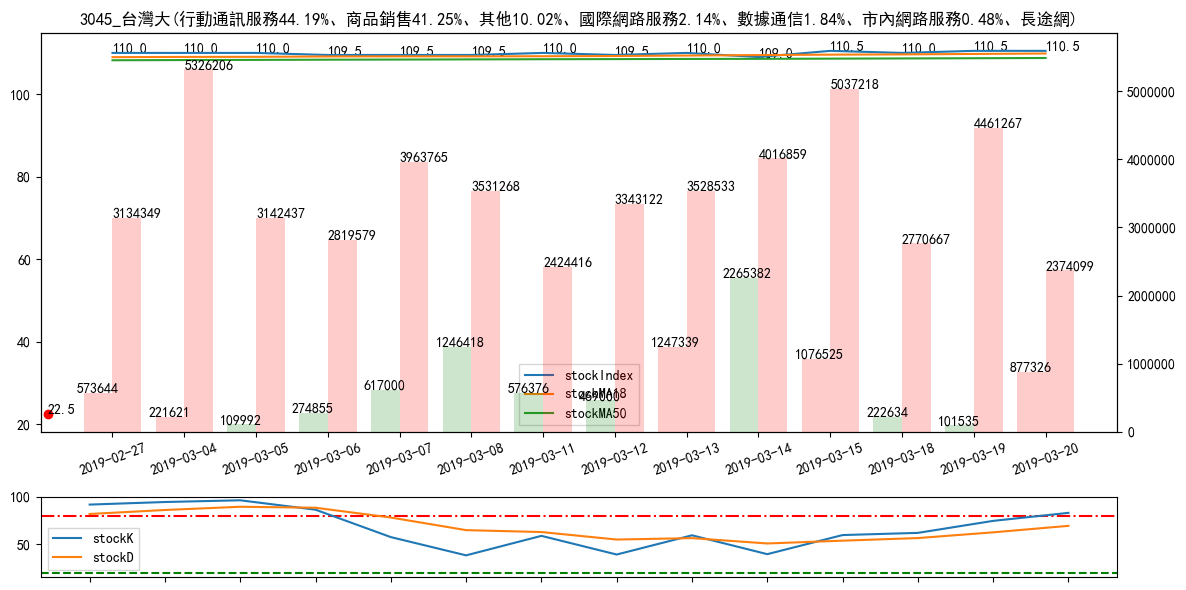 3045_台灣大(行動通訊服務44.19%、商品銷售41.25%、其他10.02%、國際網路服務2.14%、數據通信1.84%、市內網路服務0.48%、長途網)
110.0 110.0 110.0 109.5 109.5 109.5 110.0 109.5 110.0 109.0 110.5 110.0 110.5 110.5
5326206
100 5000000
5037218
4461267
80 4000000
3963765 4016859
3531268 3528533
3134349 3142437 3343122
60 3000000
2819579 2770667
2424416 2374099
2265382
40 2000000
1246418 1247339
1076525
877326
1000000
stockIndex
stockMA18
stockMA50
573644 617000 576376 467000
22.5 221621 274855 222634
109992 101535
20 0
2019-02-27 2019-03-04 2019-03-05 2019-03-06 2019-03-07 2019-03-08 2019-03-11 2019-03-12 2019-03-13 2019-03-14 2019-03-15 2019-03-18 2019-03-19 2019-03-20
100
50
stockK
stockD